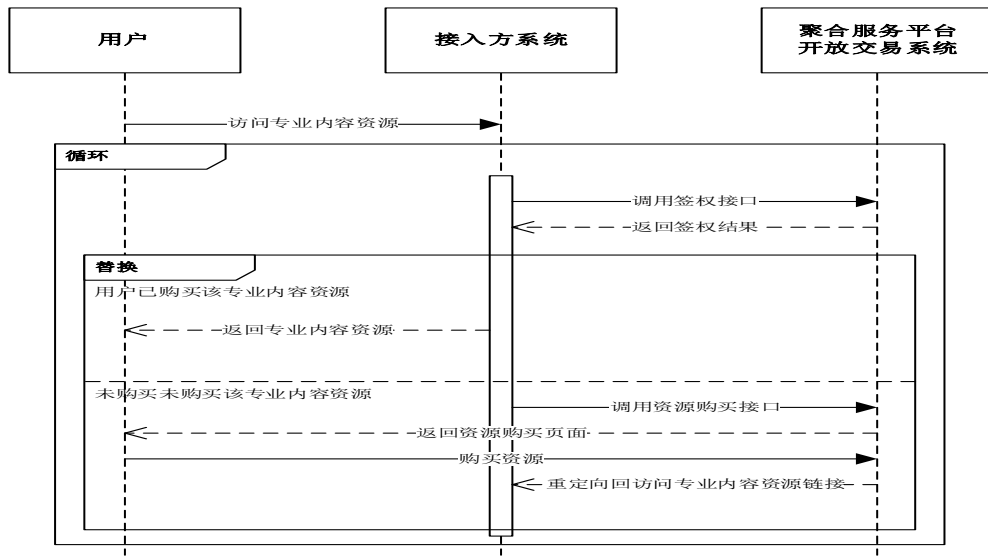 用户
接入方系统
聚合服务平台
开放交易系统
访问专业内容资源
循环
调用签权接口
返回签权结果
替换
用户已购买该专业内容资源
返回专业内容资源
未购买未购买该专业内容资源
调用资源购买接口
返回资源购买页面
购买资源
重定向回访问专业内容资源链接